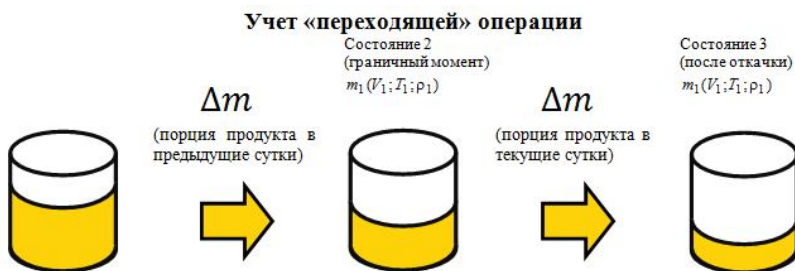 Учет «переходящей» операции
Состояние 2
(граничный момент)
m₁(V₁; T₁; ρ₁)
Состояние 3
(после откачки)
m₁(V₁; T₁; ρ₁)
Δm
(порция продукта в
предыдущие сутки)
Δm
(порция продукта в
текущие сутки)